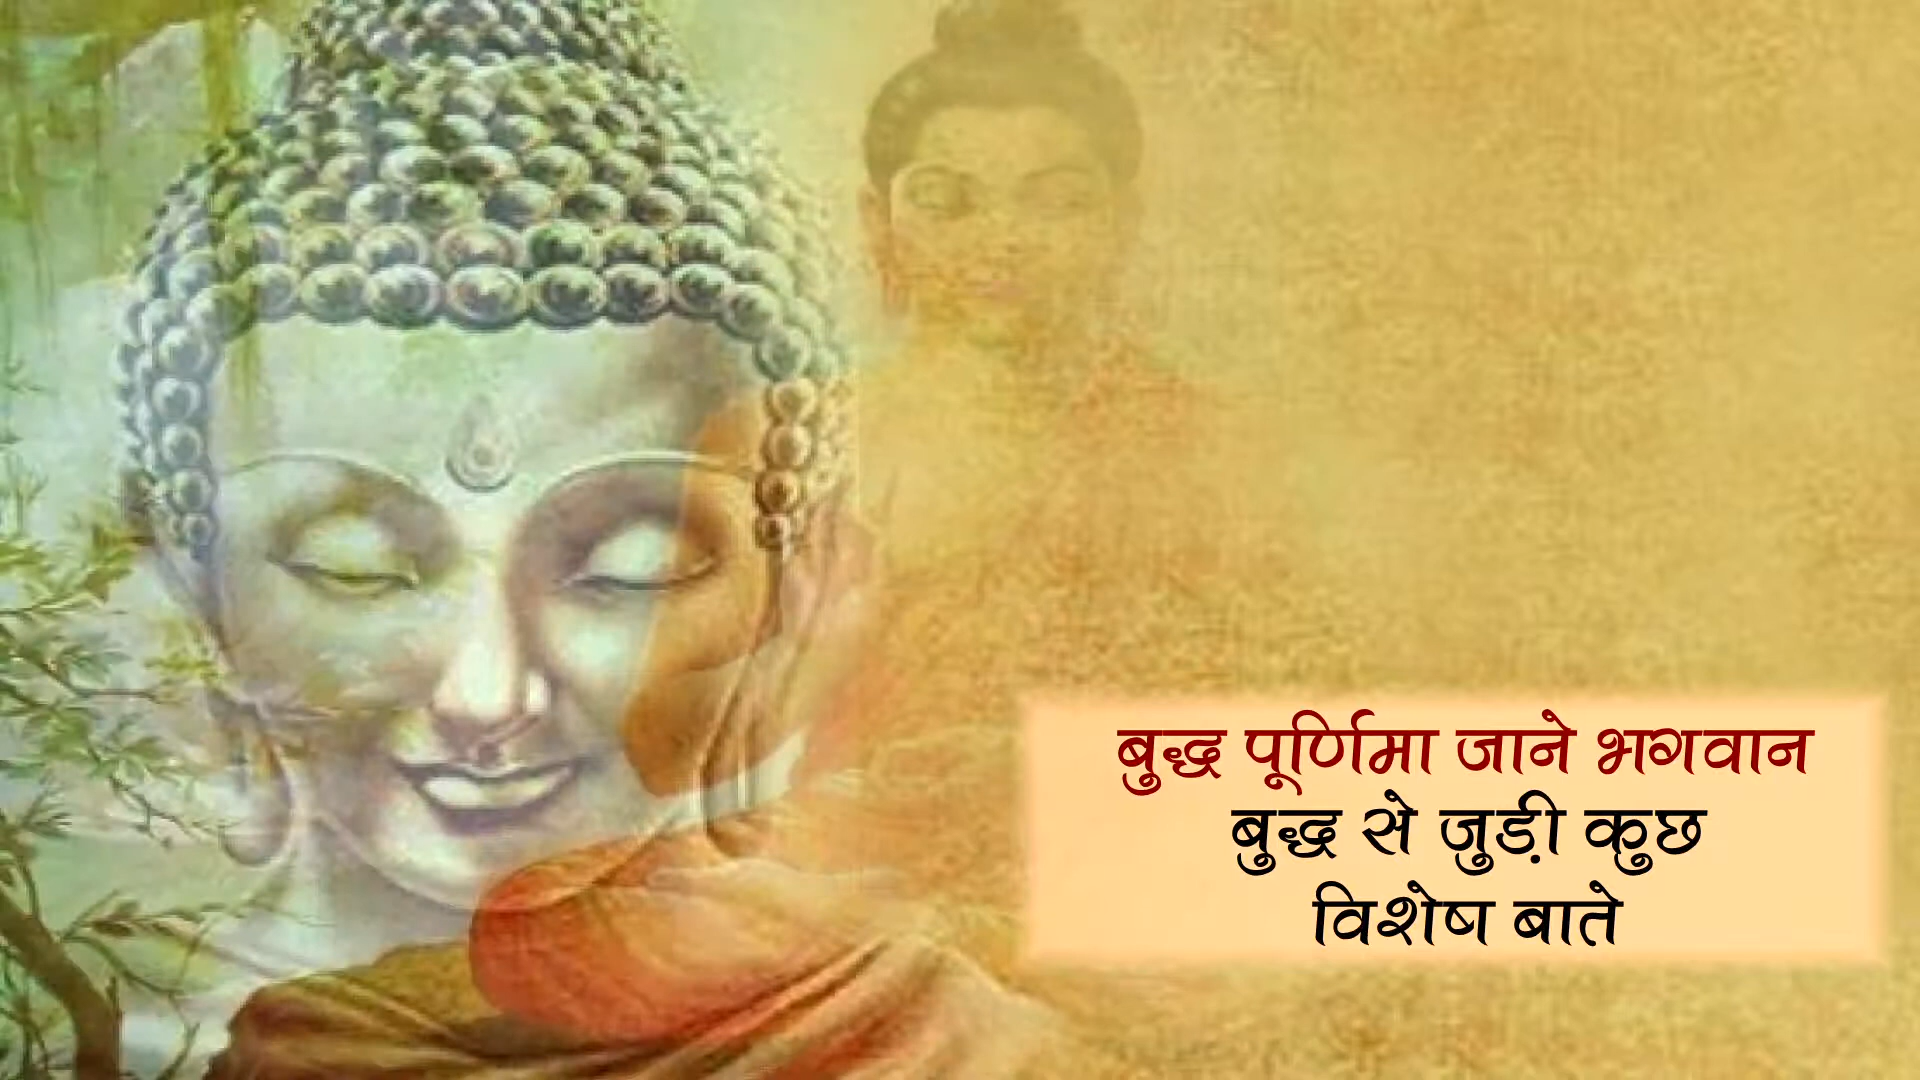 बुद्ध पूर्णिमा जाने भगवान
बुद्ध से जुड़ी कुछ
विशेष बाते